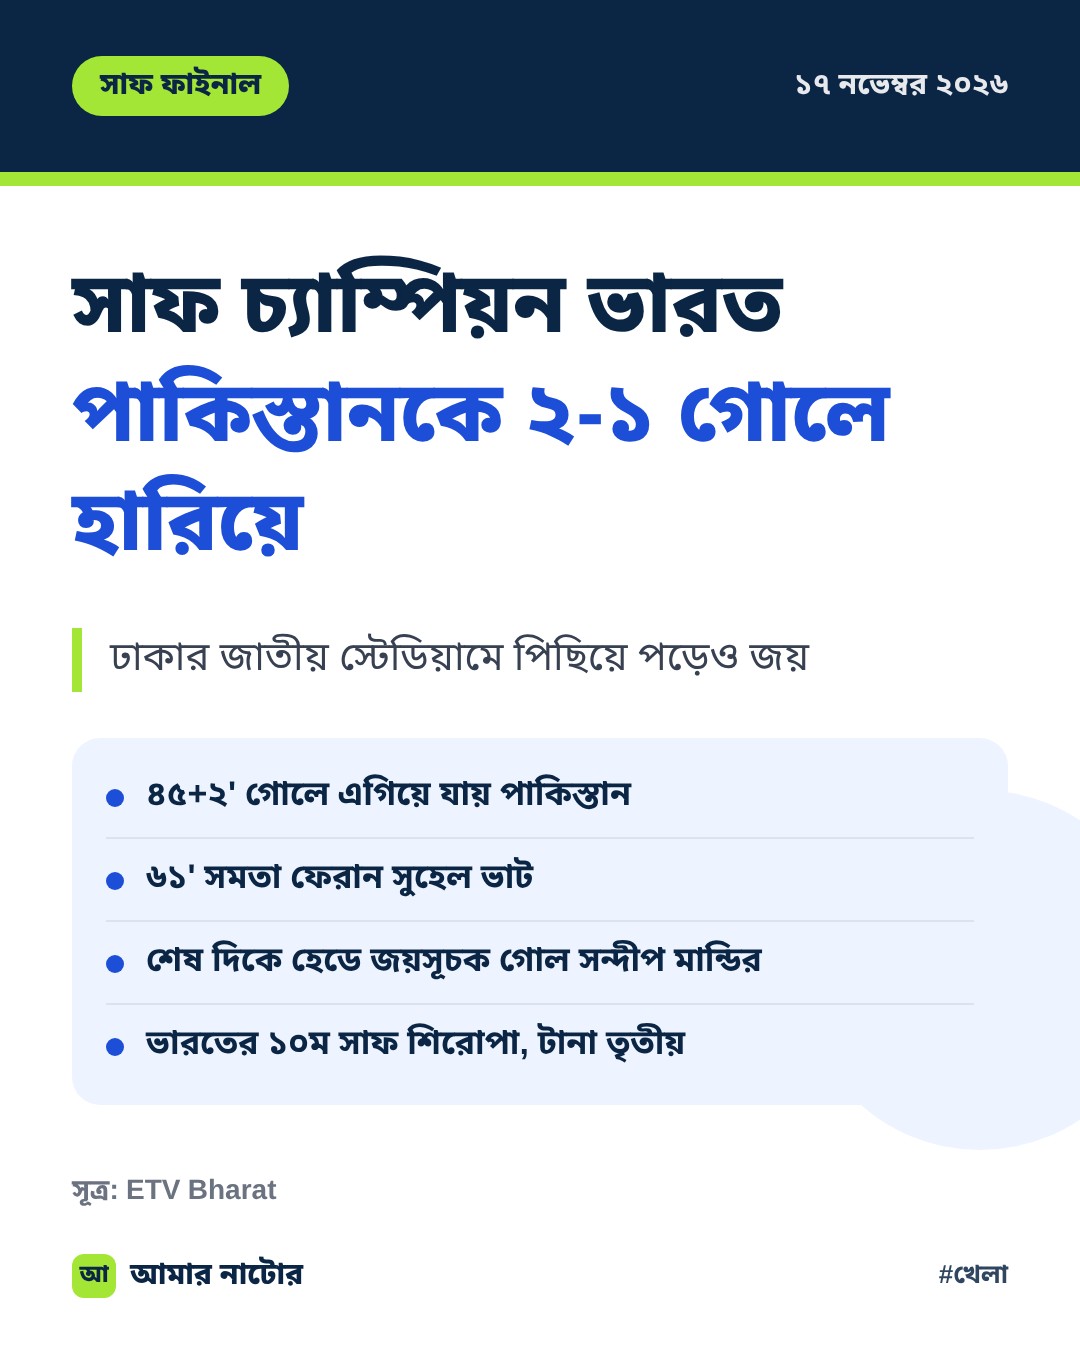 সাফ ফাইনাল
১৭ নভেম্বর ২০২৬
সাফ চ্যাম্পিয়ন ভারত
পাকিস্তানকে ২-১ গোলে
হারিয়ে
ঢাকার জাতীয় স্টেডিয়ামে পিছিয়ে পড়েও জয়
৪৫+২' গোলে এগিয়ে যায় পাকিস্তান
৬১' সমতা ফেরান সুহেল ভাট
শেষ দিকে হেডে জয়সূচক গোল সন্দীপ মান্ডির
ভারতের ১০ম সাফ শিরোপা, টানা তৃতীয়
সূত্র: ETV Bharat
আ আমার নাটোর
#খেলা